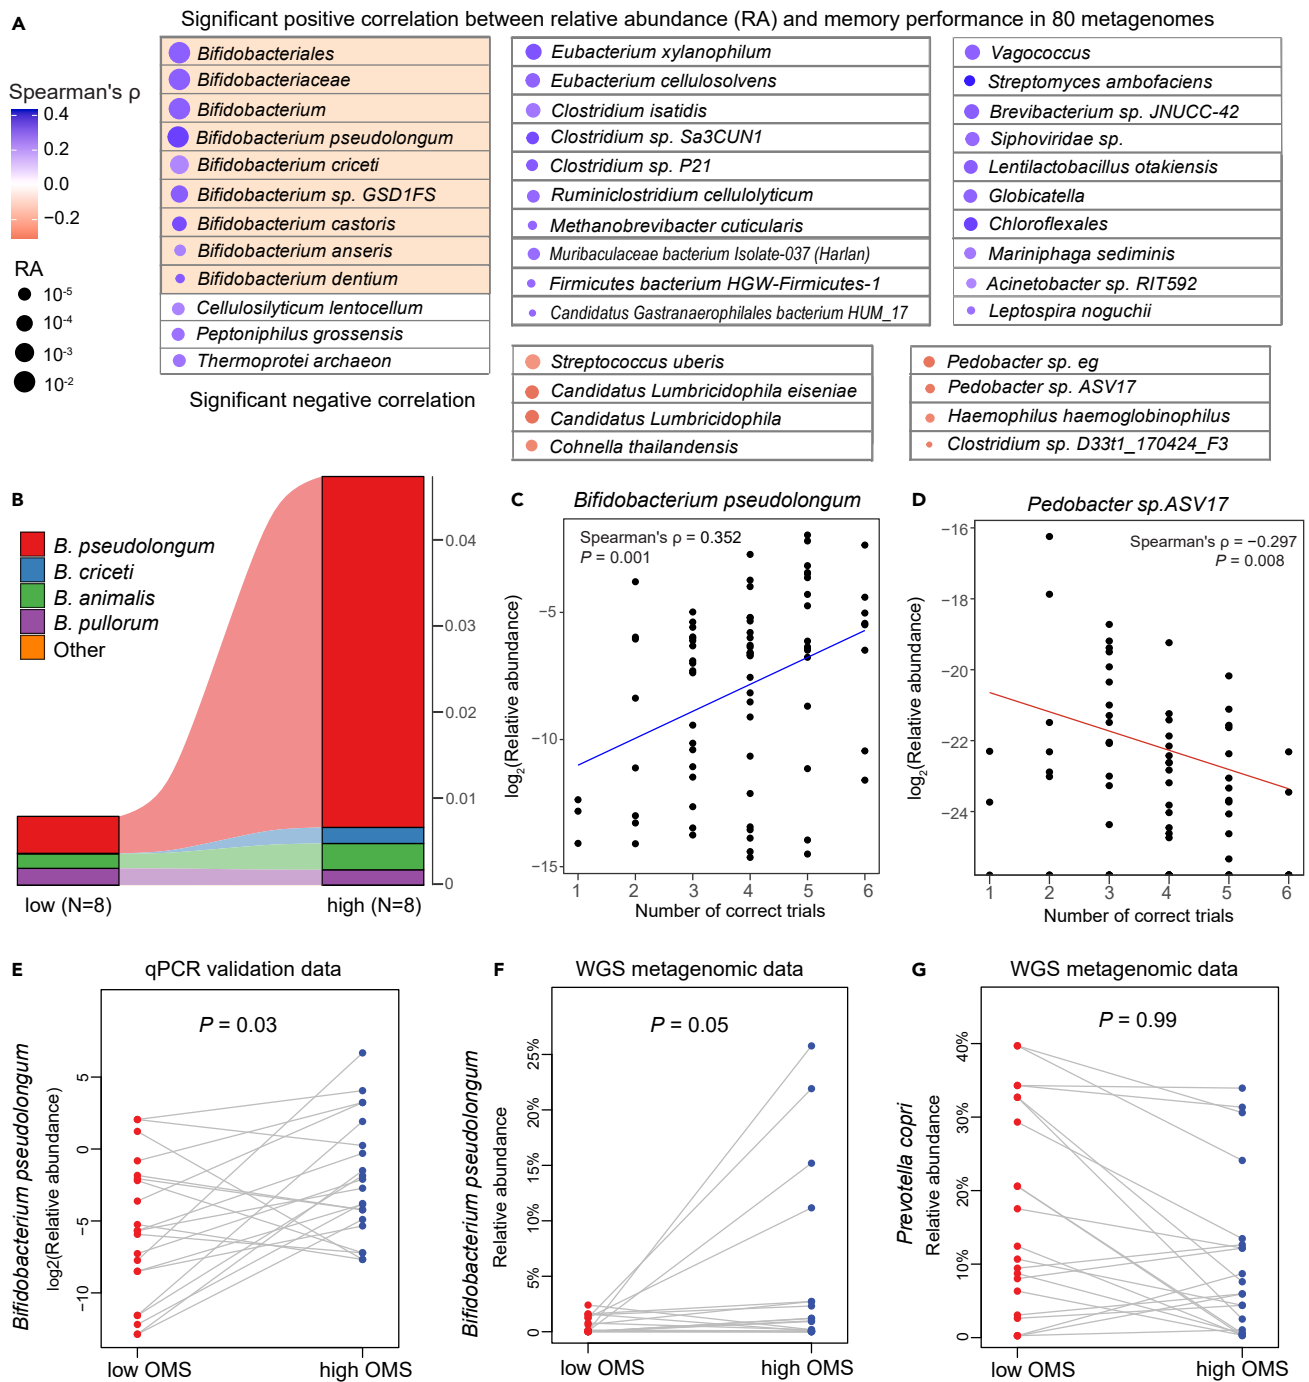 A
Significant positive correlation between relative abundance (RA) and memory performance in 80 metagenomes
Spearman's ρ
0.4
0.2
0.0
−0.2
RA
10-5
10-4
10-3
10-2
Bifidobacteriales
Bifidobacteriaceae
Bifidobacterium
Bifidobacterium pseudolongum
Bifidobacterium criceti
Bifidobacterium sp. GSD1FS
Bifidobacterium castoris
Bifidobacterium anseris
Bifidobacterium dentium
Cellulosilyticum lentocellum
Peptoniphilus grossensis
Thermoprotei archaeon
Eubacterium xylanophilum
Eubacterium cellulosolvens
Clostridium isatidis
Clostridium sp. Sa3CUN1
Clostridium sp. P21
Ruminiclostridium cellulolyticum
Methanobrevibacter cuticularis
Muribaculaceae bacterium Isolate-037 (Harlan)
Firmicutes bacterium HGW-Firmicutes-1
Candidatus Gastranaerophilales bacterium HUM_17
Vagococcus
Streptomyces ambofaciens
Brevibacterium sp. JNUCC-42
Siphoviridae sp.
Lentilactobacillus otakiensis
Globicatella
Chloroflexales
Mariniphaga sediminis
Acinetobacter sp. RIT592
Leptospira noguchii
Significant negative correlation
Streptococcus uberis
Candidatus Lumbricidophila eiseniae
Candidatus Lumbricidophila
Cohnella thailandensis
Pedobacter sp. eg
Pedobacter sp. ASV17
Haemophilus haemoglobinophilus
Clostridium sp. D33t1_170424_F3
B
B. pseudolongum
B. criceti
B. animalis
B. pullorum
Other
0.04
0.03
0.02
0.01
0
low (N=8)
high (N=8)
C
Bifidobacterium pseudolongum
Spearman's ρ = 0.352
P = 0.001
log2(Relative abundance)
−5
−10
−15
1 2 3 4 5 6
Number of correct trials
D
Pedobacter sp.ASV17
Spearman's ρ = −0.297
P = 0.008
log2(Relative abundance)
−16
−18
−20
−22
−24
1 2 3 4 5 6
Number of correct trials
E
qPCR validation data
P = 0.03
Bifidobacterium pseudolongum
log2(Relative abundance)
5
0
−5
−10
low OMS
high OMS
F
WGS metagenomic data
P = 0.05
Bifidobacterium pseudolongum
Relative abundance
25%
20%
15%
10%
5%
0
low OMS
high OMS
G
WGS metagenomic data
P = 0.99
Prevotella copri
Relative abundance
40%
30%
20%
10%
0
low OMS
high OMS